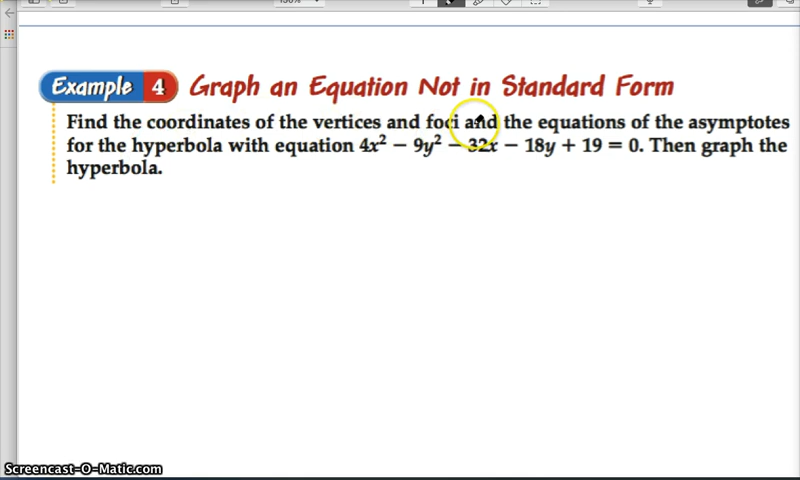 Example 4 Graph an Equation Not in Standard Form
Find the coordinates of the vertices and foci and the equations of the asymptotes
for the hyperbola with equation 4x² − 9y² − 32x − 18y + 19 = 0. Then graph the
hyperbola.
Screencast-O-Matic.com